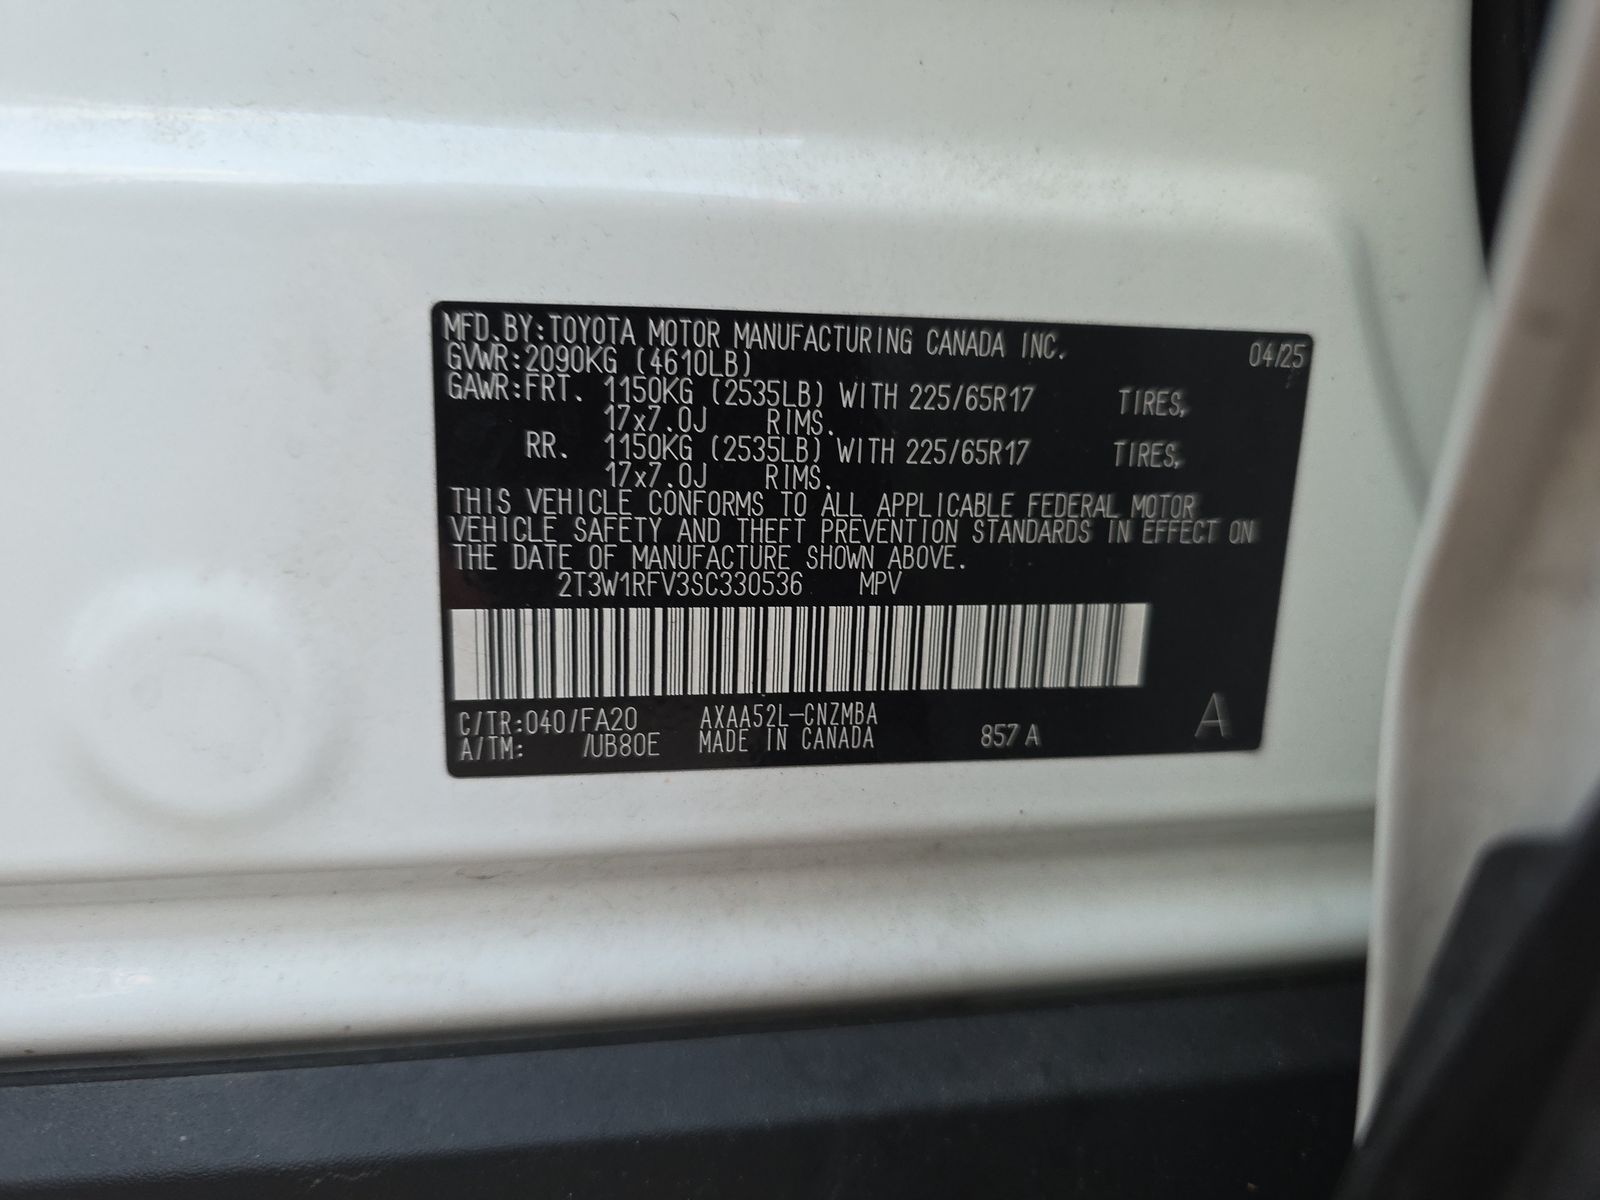 MFD.BY:TOYOTA MOTOR MANUFACTURING CANADA INC. 04/25
GVWR:2090KG (4610LB)
GAWR:FRT. 1150KG (2535LB) WITH 225/65R17 TIRES,
17x7.0J RIMS.
RR. 1150KG (2535LB) WITH 225/65R17 TIRES,
17x7.0J RIMS.
THIS VEHICLE CONFORMS TO ALL APPLICABLE FEDERAL MOTOR
VEHICLE SAFETY AND THEFT PREVENTION STANDARDS IN EFFECT ON
THE DATE OF MANUFACTURE SHOWN ABOVE.
2T3W1RFV3SC330536 MPV
C/TR:040/FA20 AXAA52L-CNZMBA
A/TM: /UB80E MADE IN CANADA 857 A A